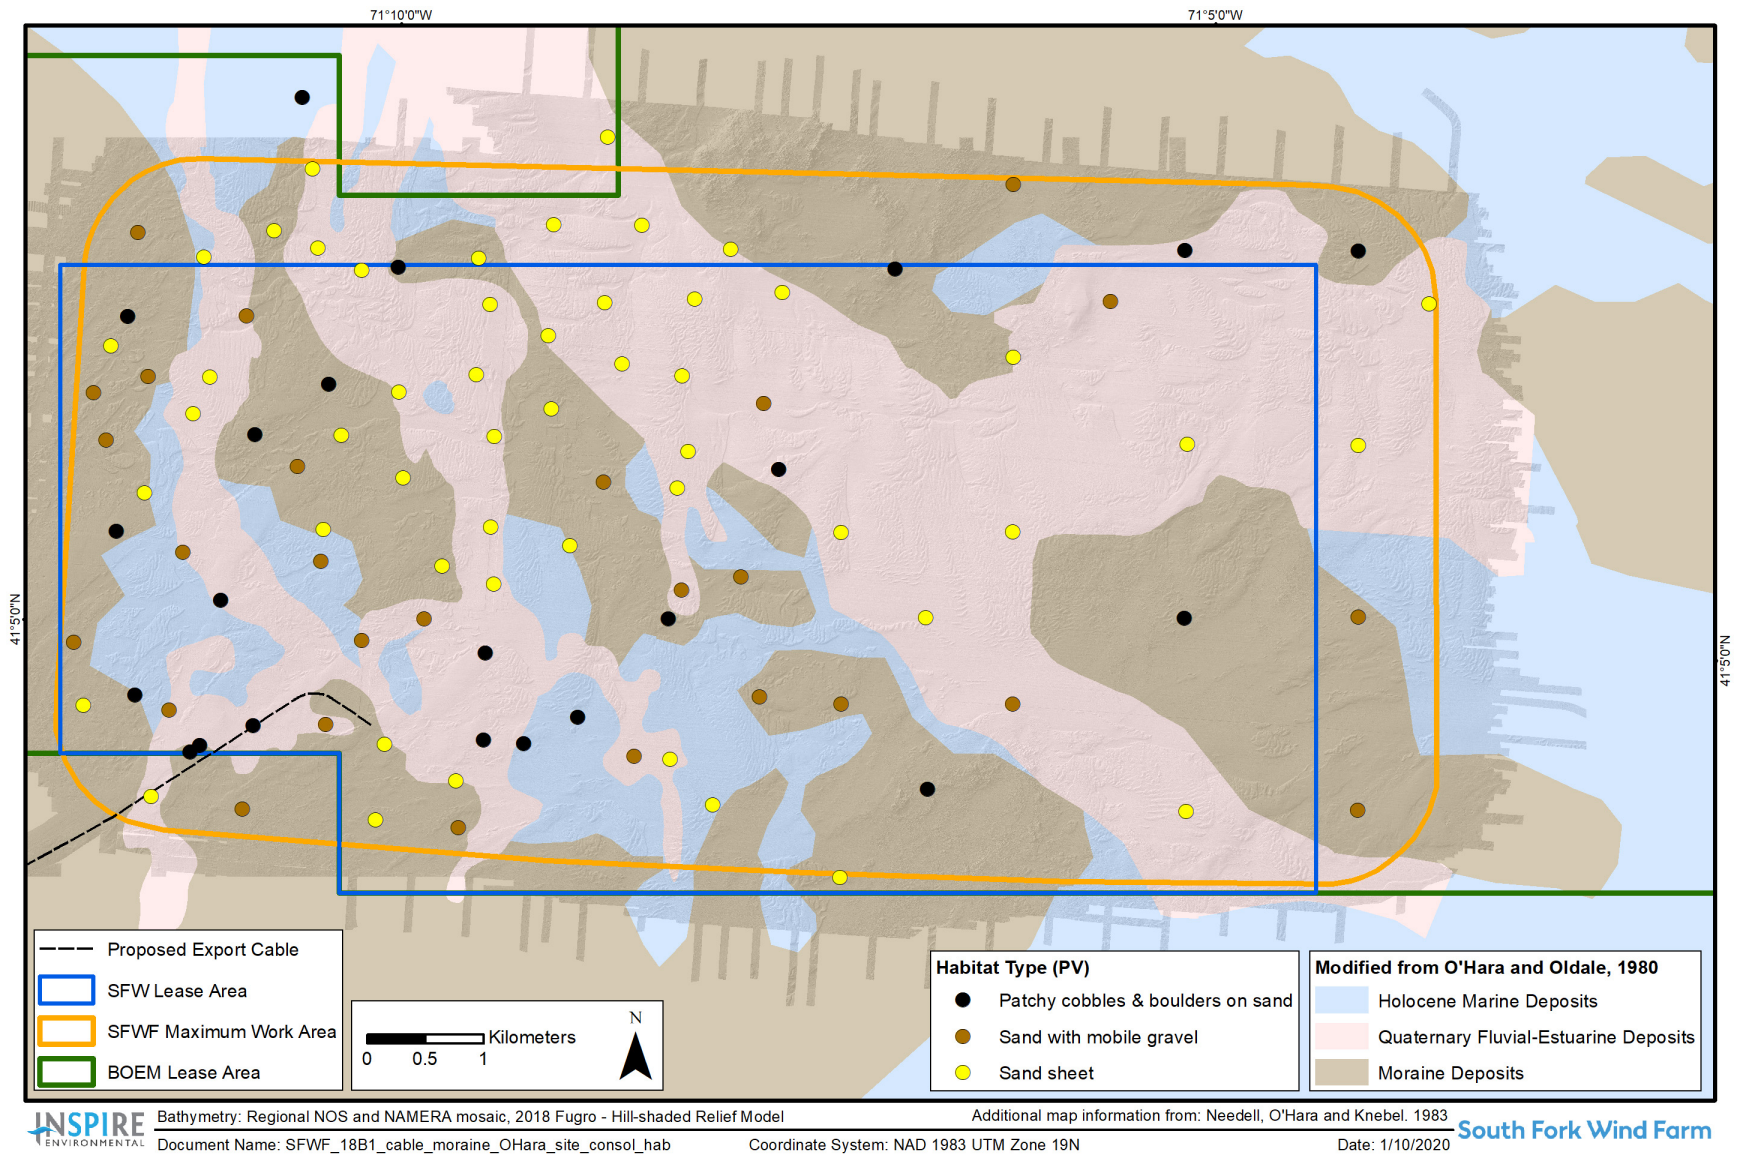 71°10'0"W
71°5'0"W
41°5'0"N
41°5'0"N
Proposed Export Cable
SFW Lease Area
SFWF Maximum Work Area
BOEM Lease Area
Kilometers
0 0.5 1
N
Habitat Type (PV)
Patchy cobbles & boulders on sand
Sand with mobile gravel
Sand sheet
Modified from O'Hara and Oldale, 1980
Holocene Marine Deposits
Quaternary Fluvial-Estuarine Deposits
Moraine Deposits
INSPIRE
ENVIRONMENTAL
Bathymetry: Regional NOS and NAMERA mosaic, 2018 Fugro - Hill-shaded Relief Model
Additional map information from: Needell, O'Hara and Knebel. 1983
Document Name: SFWF_18B1_cable_moraine_OHara_site_consol_hab
Coordinate System: NAD 1983 UTM Zone 19N
Date: 1/10/2020
South Fork Wind Farm